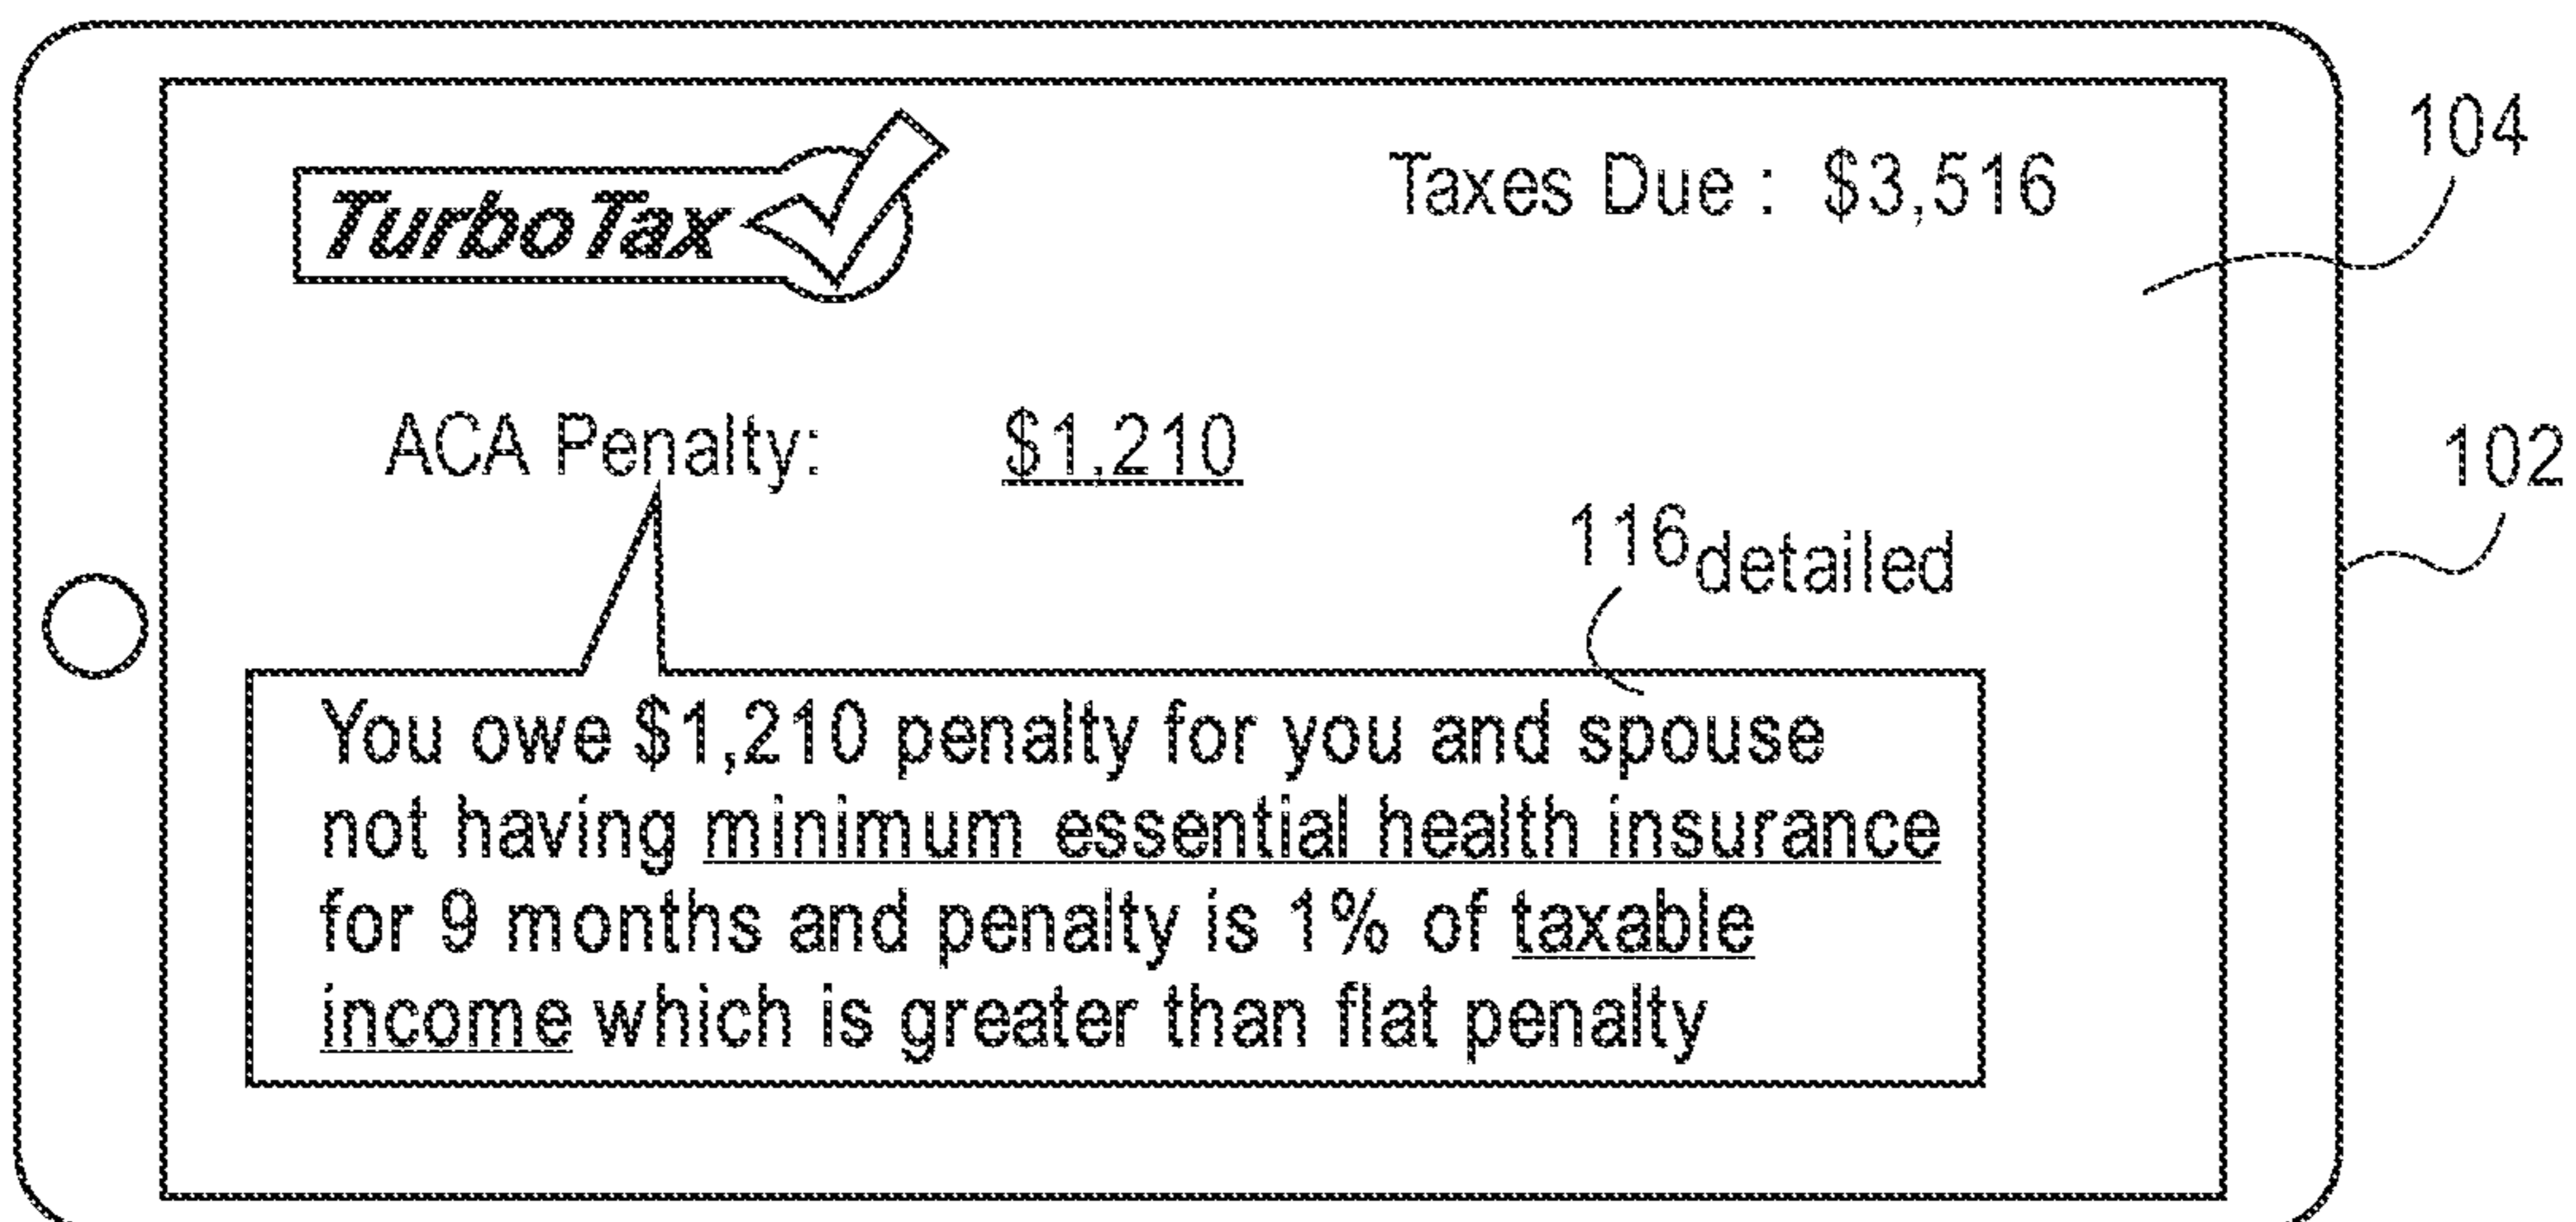 TurboTax
Taxes Due : $3,516
104
ACA Penalty: $1,210
102
116detailed
You owe $1,210 penalty for you and spouse
not having minimum essential health insurance
for 9 months and penalty is 1% of taxable
income which is greater than flat penalty